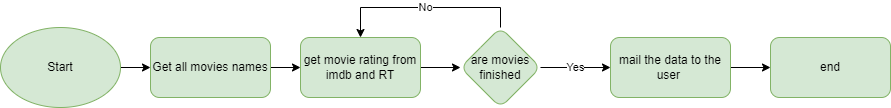 No
Start
Get all movies names
get movie rating from
imdb and RT
are movies
finished
Yes
mail the data to the
user
end